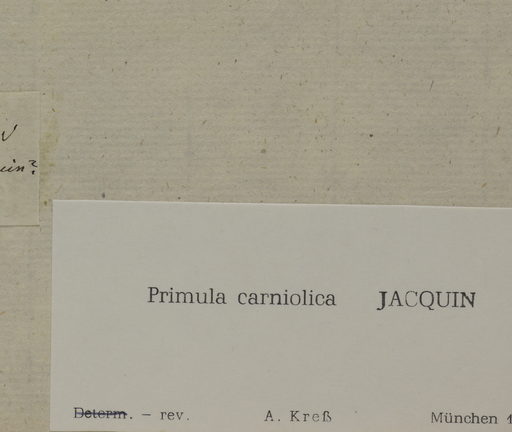 Primula carniolica JACQUIN
Determ. — rev. A. Kreß München